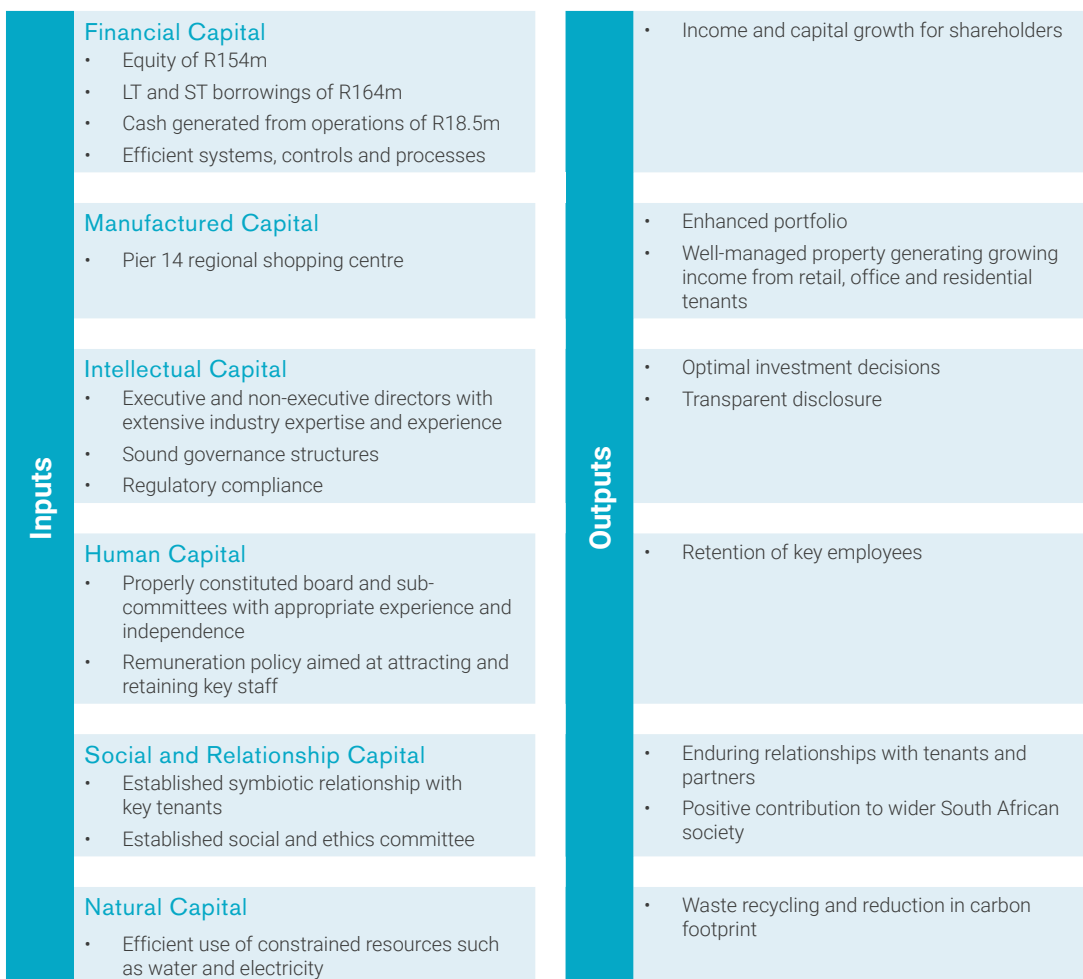 Inputs
Financial Capital
• Equity of R154m
• LT and ST borrowings of R164m
• Cash generated from operations of R18.5m
• Efficient systems, controls and processes
Manufactured Capital
• Pier 14 regional shopping centre
Intellectual Capital
• Executive and non-executive directors with
extensive industry expertise and experience
• Sound governance structures
• Regulatory compliance
Human Capital
• Properly constituted board and sub-
committees with appropriate experience and
independence
• Remuneration policy aimed at attracting and
retaining key staff
Social and Relationship Capital
• Established symbiotic relationship with
key tenants
• Established social and ethics committee
Natural Capital
• Efficient use of constrained resources such
as water and electricity
Outputs
• Income and capital growth for shareholders
• Enhanced portfolio
• Well-managed property generating growing
income from retail, office and residential
tenants
• Optimal investment decisions
• Transparent disclosure
• Retention of key employees
• Enduring relationships with tenants and
partners
• Positive contribution to wider South African
society
• Waste recycling and reduction in carbon
footprint